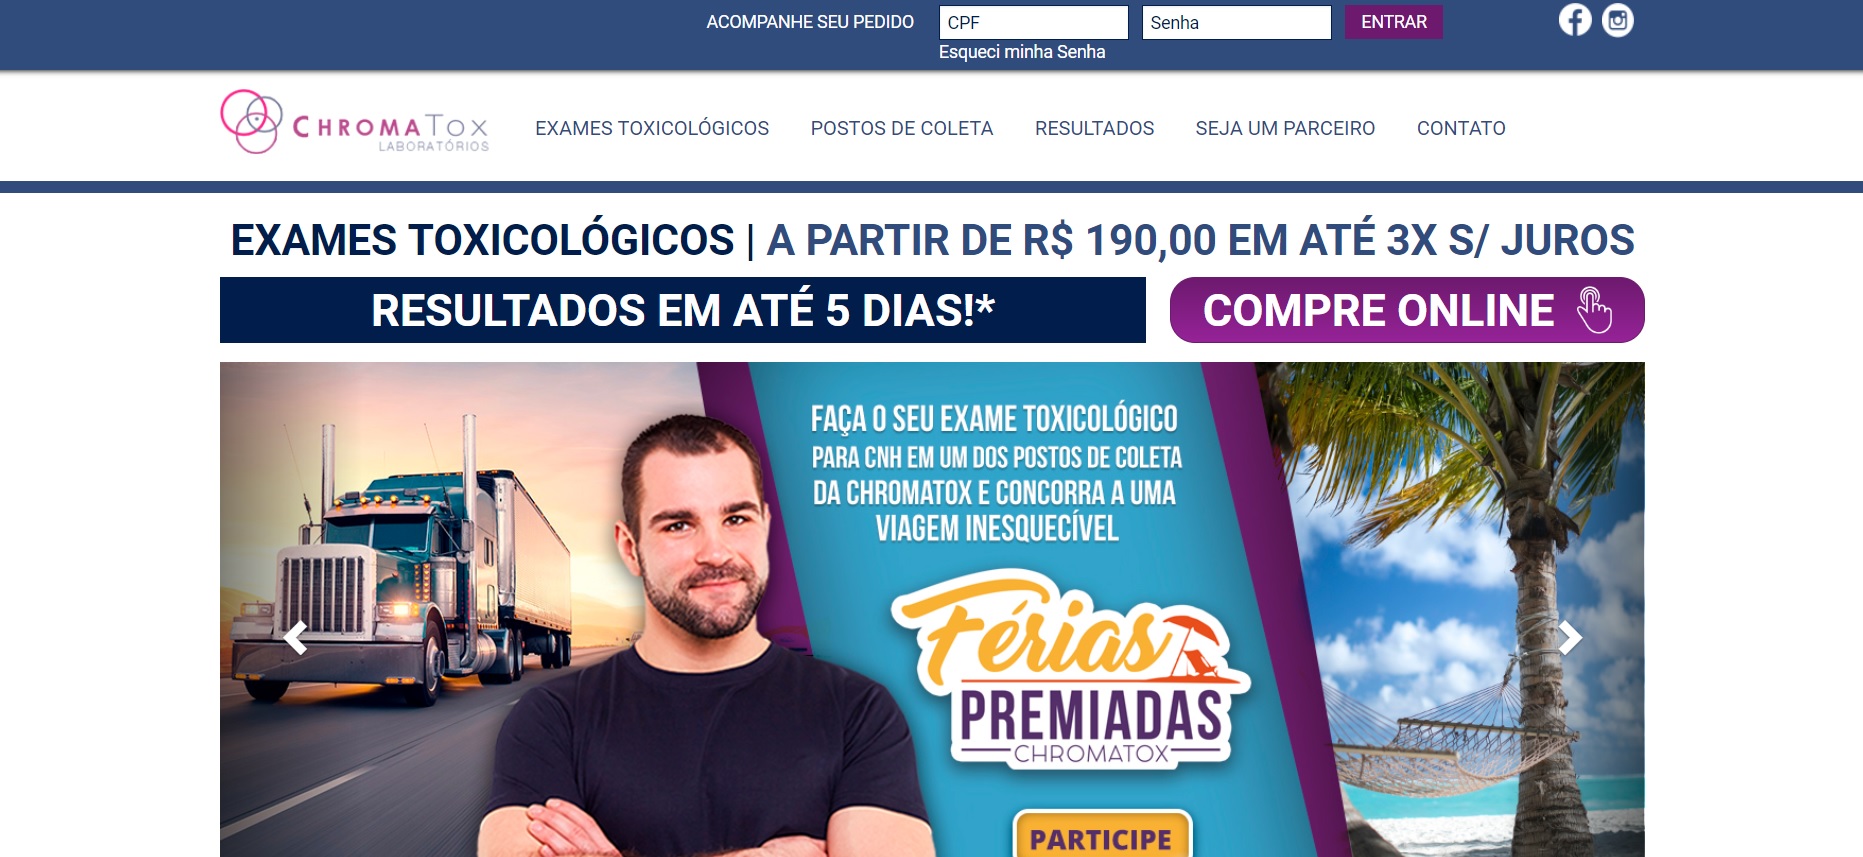 ACOMPANHE SEU PEDIDO CPF Senha ENTRAR
Esqueci minha Senha
CHROMATOX
LABORATÓRIOS
EXAMES TOXICOLÓGICOS POSTOS DE COLETA RESULTADOS SEJA UM PARCEIRO CONTATO
EXAMES TOXICOLÓGICOS | A PARTIR DE R$ 190,00 EM ATÉ 3X S/ JUROS
RESULTADOS EM ATÉ 5 DIAS!*
COMPRE ONLINE
FAÇA O SEU EXAME TOXICOLÓGICO
PARA CNH EM UM DOS POSTOS DE COLETA
DA CHROMATOX E CONCORRA A UMA
VIAGEM INESQUECÍVEL
Férias
PREMIADAS
CHROMATOX
PARTICIPE